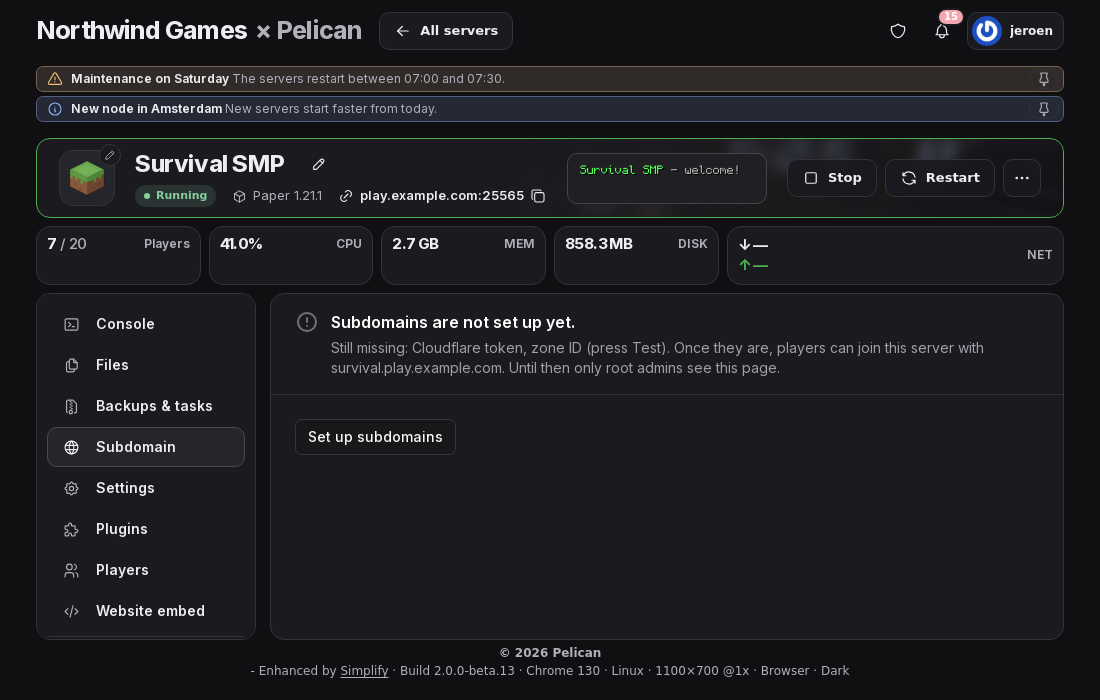 Northwind Games × Pelican
All servers
15
jeroen
Maintenance on Saturday The servers restart between 07:00 and 07:30.
New node in Amsterdam New servers start faster from today.
Survival SMP
Running
Paper 1.21.1
play.example.com:25565
Survival SMP – welcome!
Stop
Restart
7 / 20 Players
41.0% CPU
2.7 GB MEM
858.3 MB DISK
↓—
↑—
NET
Console
Files
Backups & tasks
Subdomain
Settings
Plugins
Players
Website embed
Subdomains are not set up yet.
Still missing: Cloudflare token, zone ID (press Test). Once they are, players can join this server with
survival.play.example.com. Until then only root admins see this page.
Set up subdomains
© 2026 Pelican
- Enhanced by Simplify · Build 2.0.0-beta.13 · Chrome 130 · Linux · 1100×700 @1x · Browser · Dark